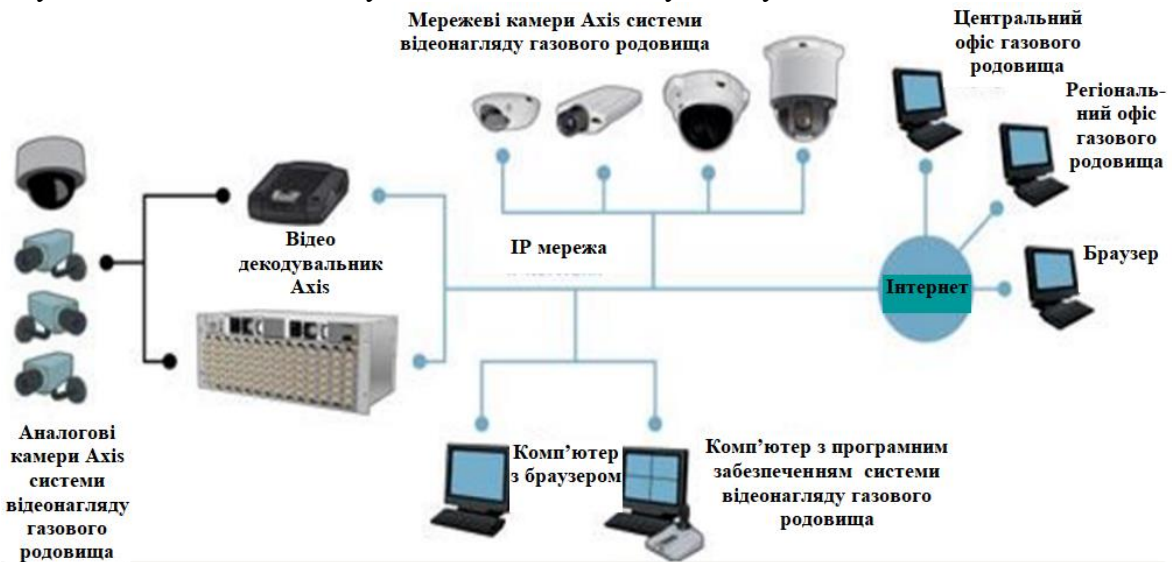 Мережеві камери Axis системи
відеонагляду газового родовища
Центральний
офіс газового
родовища
Регіональ-
ний офіс
газового
родовища
Відео
декодувальник
Axis
IP мережа
Інтернет
Браузер
Аналогові
камери Axis
системи
відеонагляду
газового
родовища
Комп’ютер
з браузером
Комп’ютер з програмним
забезпеченням системи
відеонагляду газового
родовища